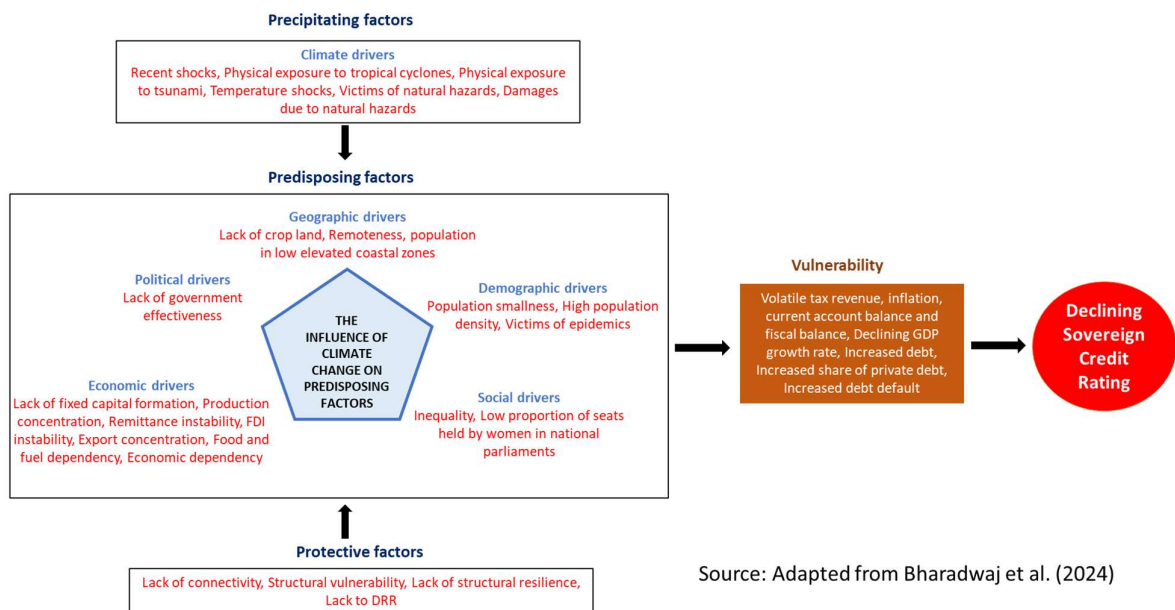 Precipitating factors
Climate drivers
Recent shocks, Physical exposure to tropical cyclones, Physical exposure
to tsunami, Temperature shocks, Victims of natural hazards, Damages
due to natural hazards
Predisposing factors
Geographic drivers
Lack of crop land, Remoteness, population
in low elevated coastal zones
Political drivers
Lack of government
effectiveness
Demographic drivers
Population smallness, High population
density, Victims of epidemics
THE
INFLUENCE OF
CLIMATE
CHANGE ON
PREDISPOSING
FACTORS
Economic drivers
Lack of fixed capital formation, Production
concentration, Remittance instability, FDI
instability, Export concentration, Food and
fuel dependency, Economic dependency
Social drivers
Inequality, Low proportion of seats
held by women in national
parliaments
Vulnerability
Volatile tax revenue, inflation,
current account balance and
fiscal balance, Declining GDP
growth rate, Increased debt,
Increased share of private debt,
Increased debt default
Declining
Sovereign
Credit
Rating
Protective factors
Lack of connectivity, Structural vulnerability, Lack of structural resilience,
Lack to DRR
Source: Adapted from Bharadwaj et al. (2024)